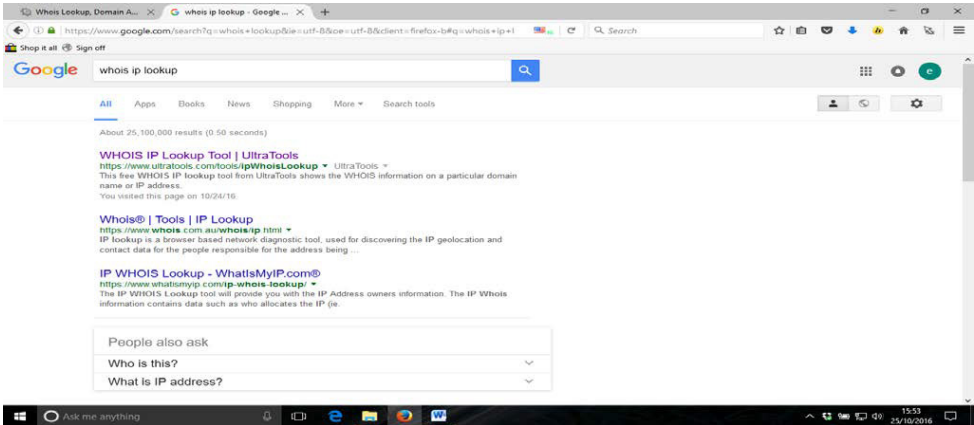 Whois Lookup, Domain A...
whois ip lookup - Google ...
https://www.google.com/search?q=whois+lookup&ie=utf-8&oe=utf-8&client=firefox-b#q=whois+ip+l
Search
Shop it all
Sign off
Google
whois ip lookup
e
All Apps Books News Shopping More Search tools
About 25,100,000 results (0.50 seconds)
WHOIS IP Lookup Tool | UltraTools
https://www.ultratools.com/tools/ipWhoisLookup UltraTools
This free WHOIS IP lookup tool from UltraTools shows the WHOIS information on a particular domain
name or IP address.
You visited this page on 10/24/16.
Whois® | Tools | IP Lookup
https://www.whois.com.au/whois/ip.html
IP lookup is a browser based network diagnostic tool, used for discovering the IP geolocation and
contact data for the people responsible for the address being ...
IP WHOIS Lookup - WhatIsMyIP.com®
https://www.whatismyip.com/ip-whois-lookup/
The IP WHOIS Lookup tool will provide you with the IP Address owners information. The IP Whois
information contains data such as who allocates the IP (ie.
People also ask
Who is this?
What is IP address?
Ask me anything
15:53
25/10/2016